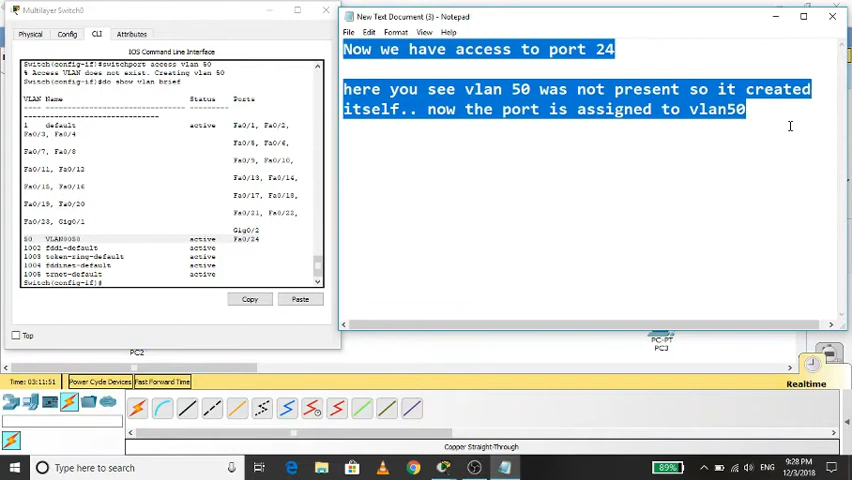 Multilayer Switch0
Physical Config CLI Attributes
IOS Command Line Interface
Switch(config-if)#switchport access vlan 50
% Access VLAN does not exist. Creating vlan 50
Switch(config-if)#do show vlan brief
VLAN Name Status Ports
---- -------------------------------- --------- -------------------------------
1 default active Fa0/1, Fa0/2,
Fa0/3, Fa0/4
Fa0/5, Fa0/6,
Fa0/7, Fa0/8
Fa0/9, Fa0/10,
Fa0/11, Fa0/12
Fa0/13, Fa0/14,
Fa0/15, Fa0/16
Fa0/17, Fa0/18,
Fa0/19, Fa0/20
Fa0/21, Fa0/22,
Fa0/23, Gig0/1
Gig0/2
50 VLAN0050 active Fa0/24
1002 fddi-default active
1003 token-ring-default active
1004 fddinet-default active
1005 trnet-default active
Switch(config-if)#
Copy Paste
Top
New Text Document (3) - Notepad
File Edit Format View Help
Now we have access to port 24
here you see vlan 50 was not present so it created
itself.. now the port is assigned to vlan50
PC2
PC-PT
PC3
Time: 03:11:51 Power Cycle Devices Fast Forward Time
Realtime
Copper Straight-Through
Type here to search
89%
ENG
9:28 PM
12/3/2018